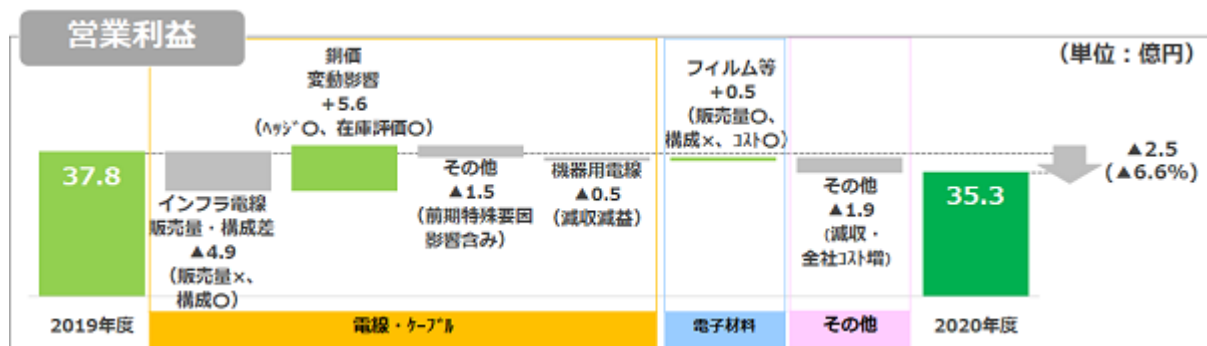 営業利益
(単位：億円)
銅価
変動影響
+5.6
(ﾍｯｼﾞ〇、在庫評価〇)
フィルム等
+0.5
(販売量〇、
構成×、ｺｽﾄ〇)
37.8
インフラ電線
販売量・構成差
▲4.9
(販売量×、
構成〇)
その他
▲1.5
(前期特殊要因
影響含み)
機器用電線
▲0.5
(減収減益)
その他
▲1.9
(減収・
全社ｺｽﾄ増)
35.3
▲2.5
(▲6.6%)
2019年度
電線・ｹｰﾌﾞﾙ
電子材料
その他
2020年度